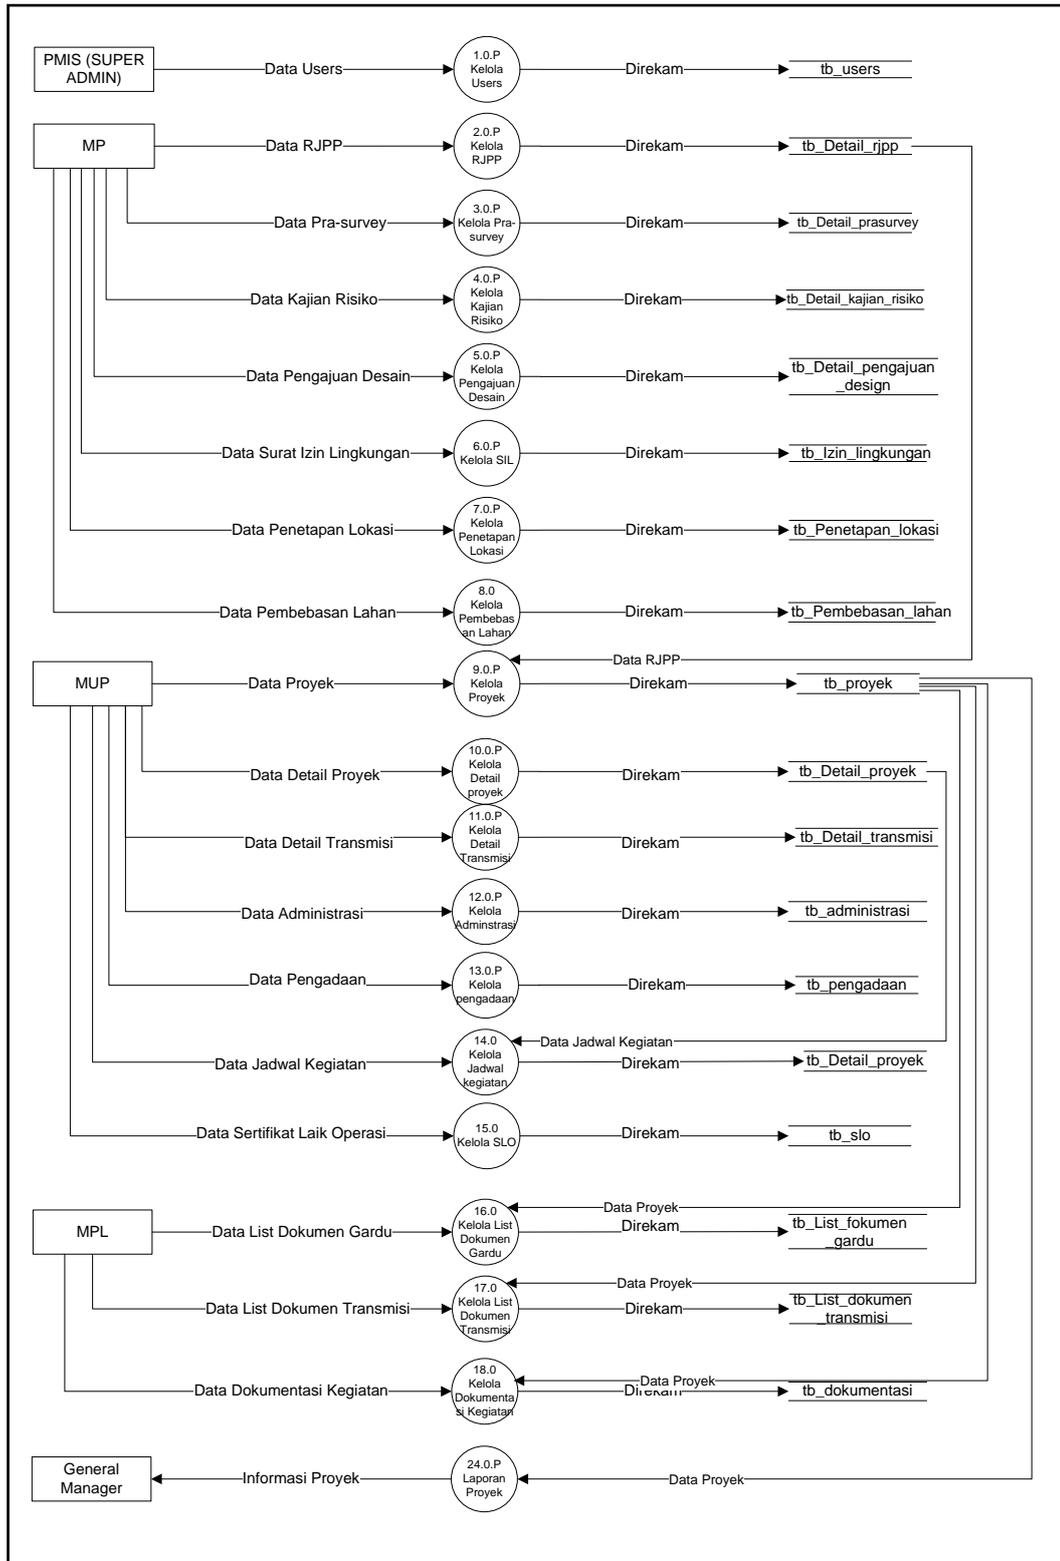 PMIS (SUPER
ADMIN)
Data Users
1.0.P
Kelola
Users
Direkam
tb_users
MP
Data RJPP
2.0.P
Kelola
RJPP
Direkam
tb_Detail_rjpp
Data Pra-survey
3.0.P
Kelola Pra-
survey
Direkam
tb_Detail_prasurvey
Data Kajian Risiko
4.0.P
Kelola
Kajian
Risiko
Direkam
tb_Detail_kajian_risiko
Data Pengajuan Desain
5.0.P
Kelola
Pengajuan
Desain
Direkam
tb_Detail_pengajuan
_design
Data Surat Izin Lingkungan
6.0.P
Kelola SIL
Direkam
tb_Izin_lingkungan
Data Penetapan Lokasi
7.0.P
Kelola
Penetapan
Lokasi
Direkam
tb_Penetapan_lokasi
Data Pembebasan Lahan
8.0
Kelola
Pembebas
an Lahan
Direkam
tb_Pembebasan_lahan
Data RJPP
MUP
Data Proyek
9.0.P
Kelola
Proyek
Direkam
tb_proyek
Data Detail Proyek
10.0.P
Kelola
Detail
proyek
Direkam
tb_Detail_proyek
Data Detail Transmisi
11.0.P
Kelola
Detail
Transmisi
Direkam
tb_Detail_transmisi
Data Administrasi
12.0.P
Kelola
Adminstrasi
Direkam
tb_administrasi
Data Pengadaan
13.0.P
Kelola
pengadaan
Direkam
tb_pengadaan
Data Jadwal Kegiatan
Data Jadwal Kegiatan
14.0
Kelola
Jadwal
kegiatan
Direkam
tb_Detail_proyek
Data Sertifikat Laik Operasi
15.0
Kelola SLO
Direkam
tb_slo
Data Proyek
MPL
Data List Dokumen Gardu
16.0
Kelola List
Dokumen
Gardu
Direkam
tb_List_fokumen
_gardu
Data Proyek
Data List Dokumen Transmisi
17.0
Kelola List
Dokumen
Transmisi
Direkam
tb_List_dokumen
_transmisi
Data Proyek
Data Dokumentasi Kegiatan
18.0
Kelola
Dokumenta
si Kegiatan
Direkam
tb_dokumentasi
General
Manager
Informasi Proyek
24.0.P
Laporan
Proyek
Data Proyek